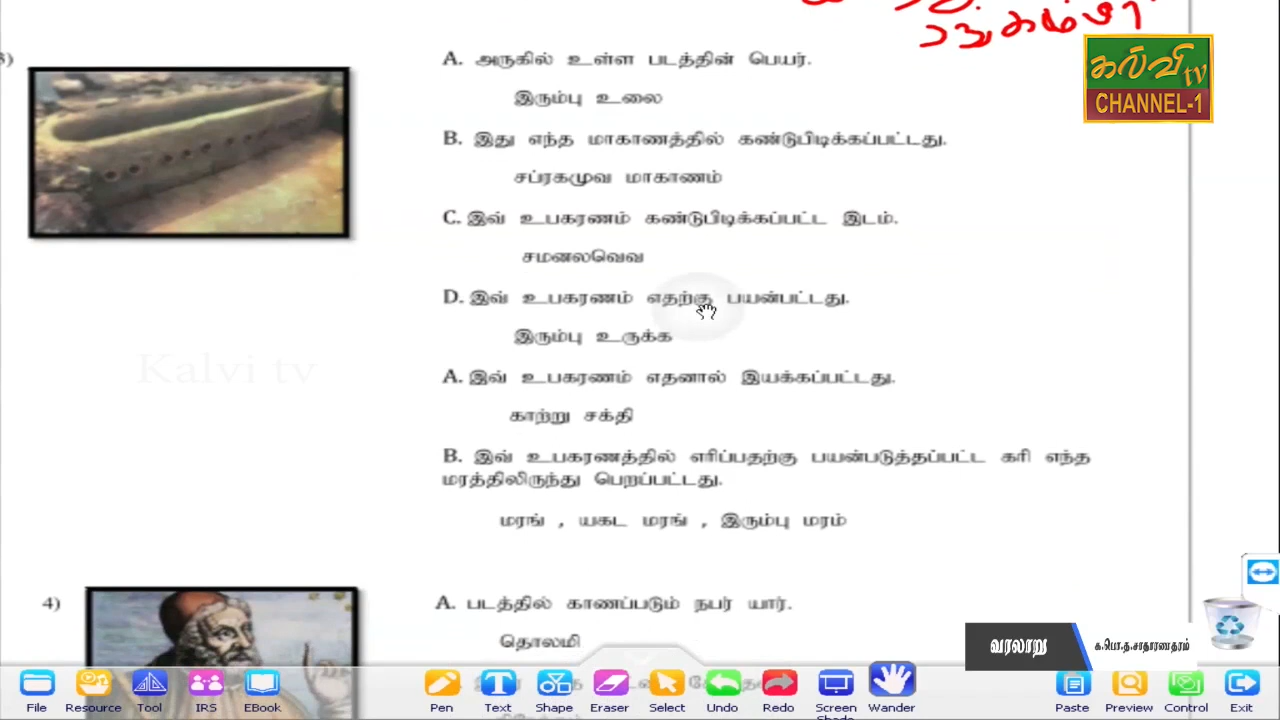 கல்வி tv
CHANNEL-1
A. அருகில் உள்ள படத்தின் பெயர்.
இரும்பு உலை
B. இது எந்த மாகாணத்தில் கண்டுபிடிக்கப்பட்டது.
சப்ரகமுவ மாகாணம்
C. இவ் உபகரணம் கண்டுபிடிக்கப்பட்ட இடம்.
சமனலவெவ
D. இவ் உபகரணம் எதற்கு பயன்பட்டது.
இரும்பு உருக்க
Kalvi tv
A. இவ் உபகரணம் எதனால் இயக்கப்பட்டது.
காற்று சக்தி
B. இவ் உபகரணத்தில் எரிப்பதற்கு பயன்படுத்தப்பட்ட கரி எந்த
மரத்திலிருந்து பெறப்பட்டது.
மரங் , யகட மரங் , இரும்பு மரம்
4) A. படத்தில் காணப்படும் நபர் யார்.
தொலமி
வரலாறு க.பொ.த.சாதாரணதரம்
File Resource Tool IRS EBook Pen Text Shape Eraser Select Undo Redo Screen Wander Paste Preview Control Exit